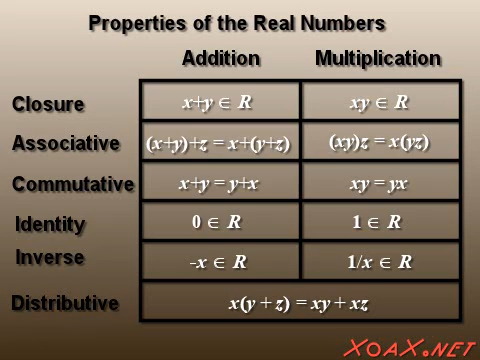 Properties of the Real Numbers
Addition Multiplication
Closure x+y ∈ R xy ∈ R
Associative (x+y)+z = x+(y+z) (xy)z = x(yz)
Commutative x+y = y+x xy = yx
Identity 0 ∈ R 1 ∈ R
Inverse -x ∈ R 1/x ∈ R
Distributive x(y + z) = xy + xz
XOAX.NET